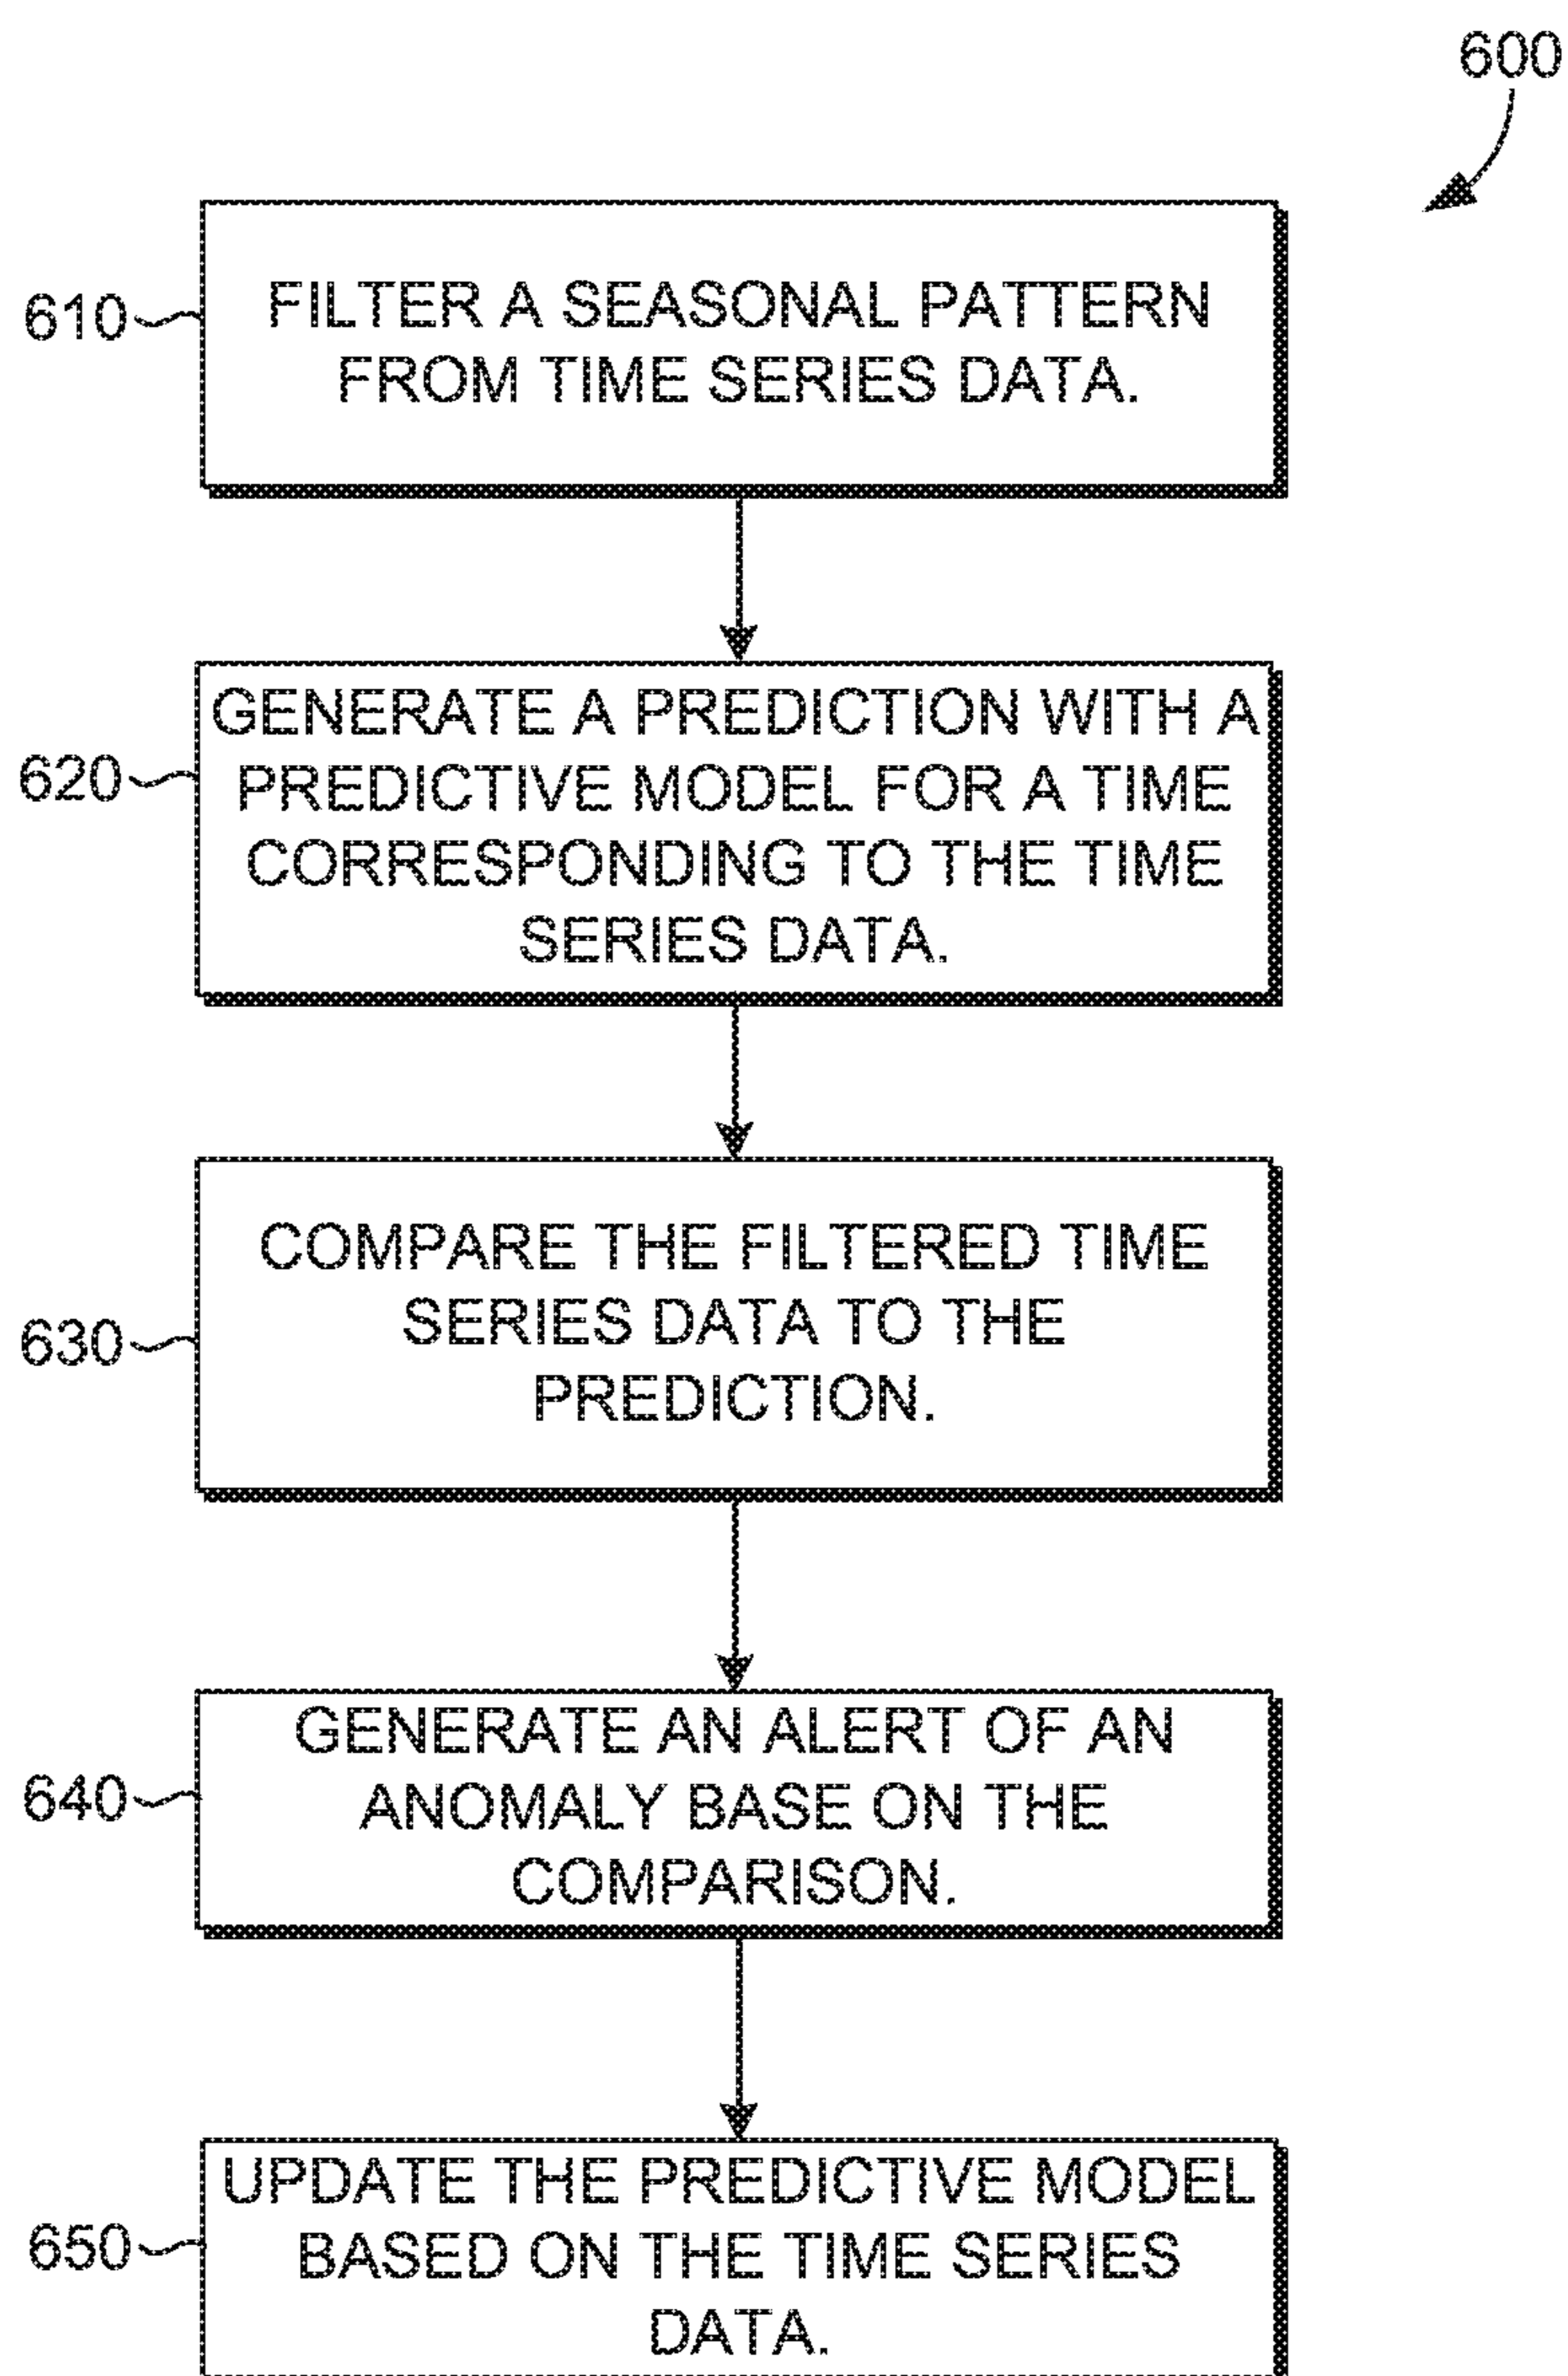 600
610
FILTER A SEASONAL PATTERN
FROM TIME SERIES DATA.
620
GENERATE A PREDICTION WITH A
PREDICTIVE MODEL FOR A TIME
CORRESPONDING TO THE TIME
SERIES DATA.
630
COMPARE THE FILTERED TIME
SERIES DATA TO THE
PREDICTION.
640
GENERATE AN ALERT OF AN
ANOMALY BASE ON THE
COMPARISON.
650
UPDATE THE PREDICTIVE MODEL
BASED ON THE TIME SERIES
DATA.